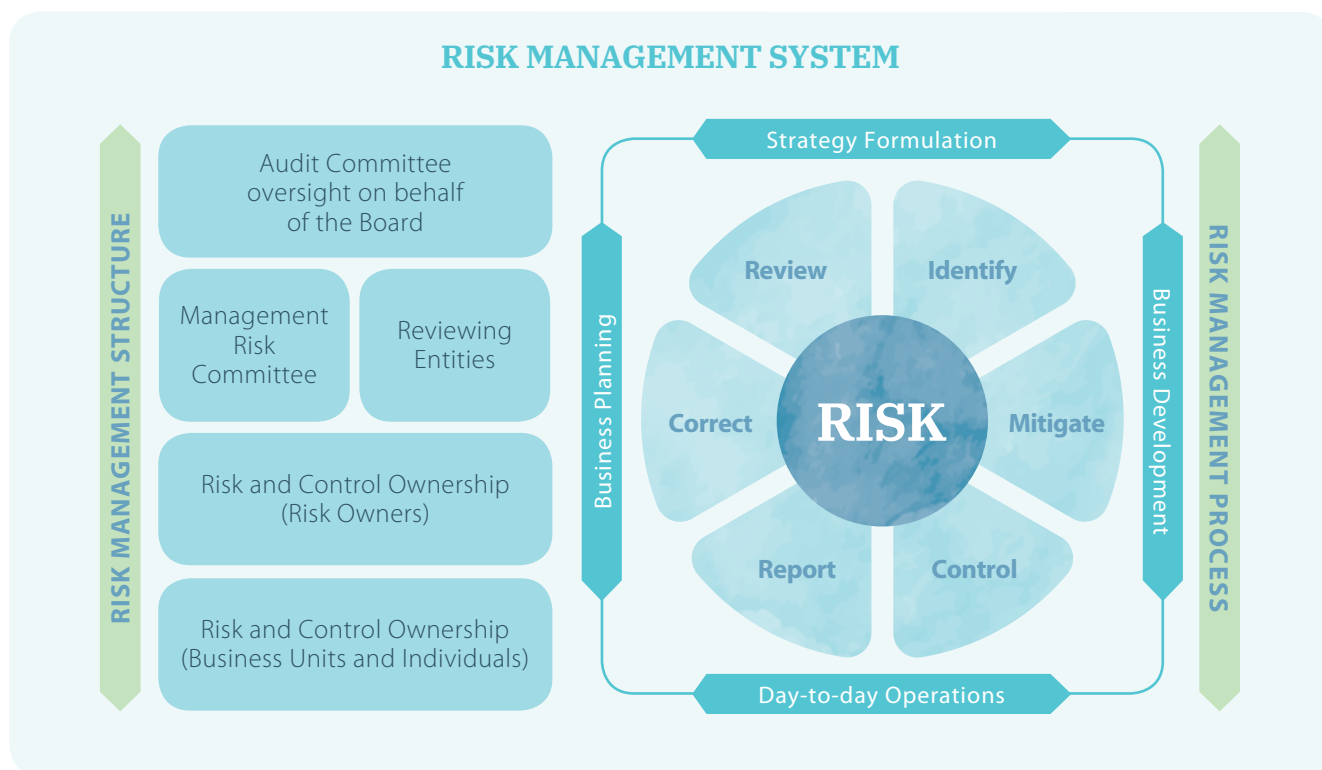 RISK MANAGEMENT SYSTEM
RISK MANAGEMENT STRUCTURE
Audit Committee
oversight on behalf
of the Board
Management
Risk
Committee
Reviewing
Entities
Risk and Control Ownership
(Risk Owners)
Risk and Control Ownership
(Business Units and Individuals)
Strategy Formulation
Business Planning
Review
Identify
Correct
RISK
Mitigate
Report
Control
Business Development
Day-to-day Operations
RISK MANAGEMENT PROCESS